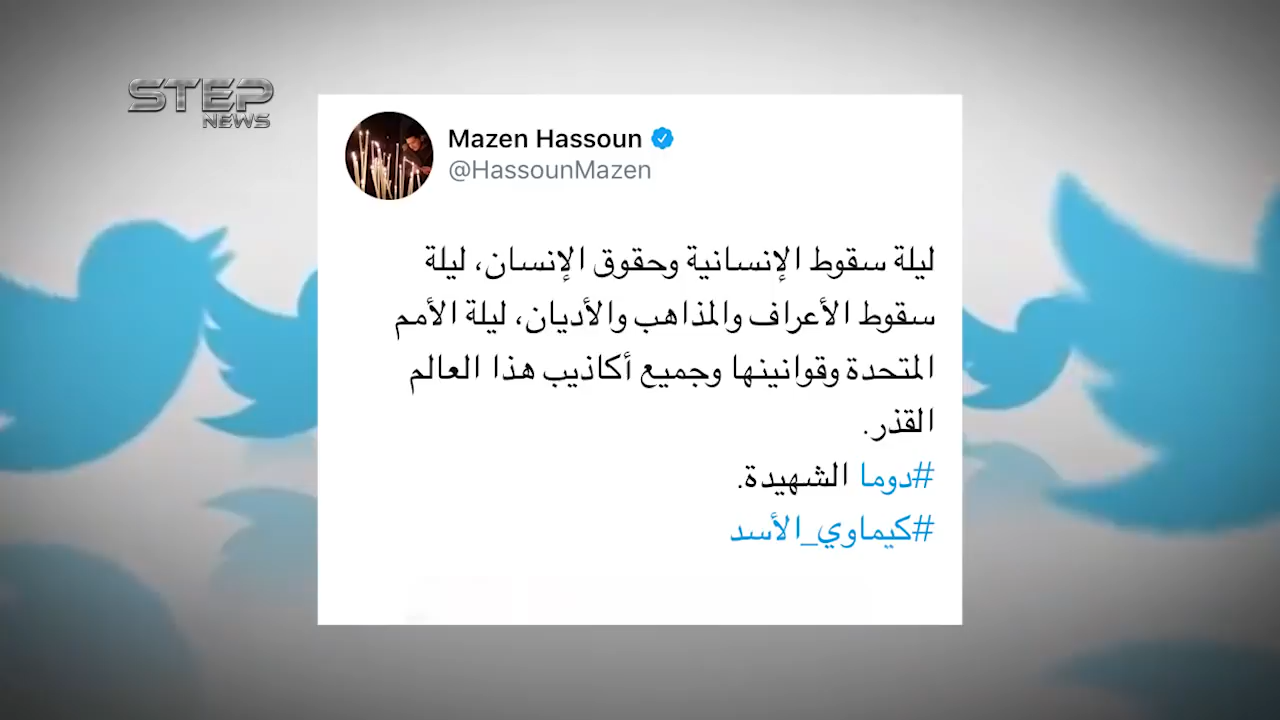 STEP
NEWS
Mazen Hassoun
@HassounMazen
ليلة سقوط الإنسانية وحقوق الإنسان، ليلة
سقوط الأعراف والمذاهب والأديان، ليلة الأمم
المتحدة وقوانينها وجميع أكاذيب هذا العالم
القذر.
#دوما الشهيدة.
#كيماوي_الأسد